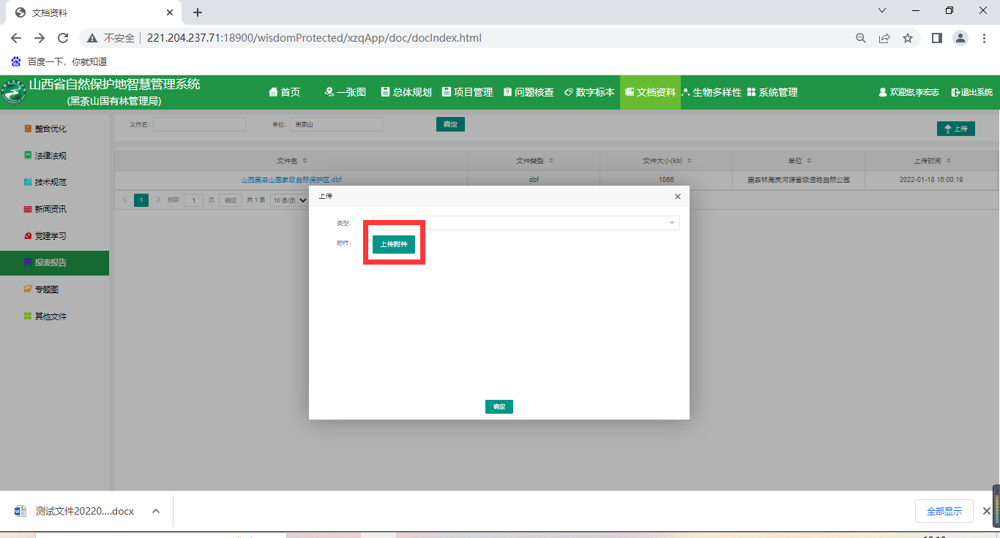 文档资料
不安全 221.204.237.71:18900/wisdomProtected/xzqApp/doc/docIndex.html
百度一下，你就知道
山西省自然保护地智慧管理系统
(黑茶山国有林管理局)
首页 一张图 总体规划 项目管理 问题核查 数字标本 文档资料 生物多样性 系统管理 欢迎您,李宏志 退出系统
整合优化
法律法规
技术规范
新闻资讯
党建学习
报表报告
专题图
其他文件
文件名: 单位: 黑茶山 确定 上传
文件名 文件类型 文件大小(kb) 单位 上传时间
山西黑茶山国家级自然保护区.dbf dbf 1066 黑茶林局岚河源省级湿地自然公园 2022-01-18 16:00:19
1 到第 1 页 确定 共 1 条 10 条/页
上传
类型:
附件: 上传附件
确定
测试文件20220....docx 全部显示